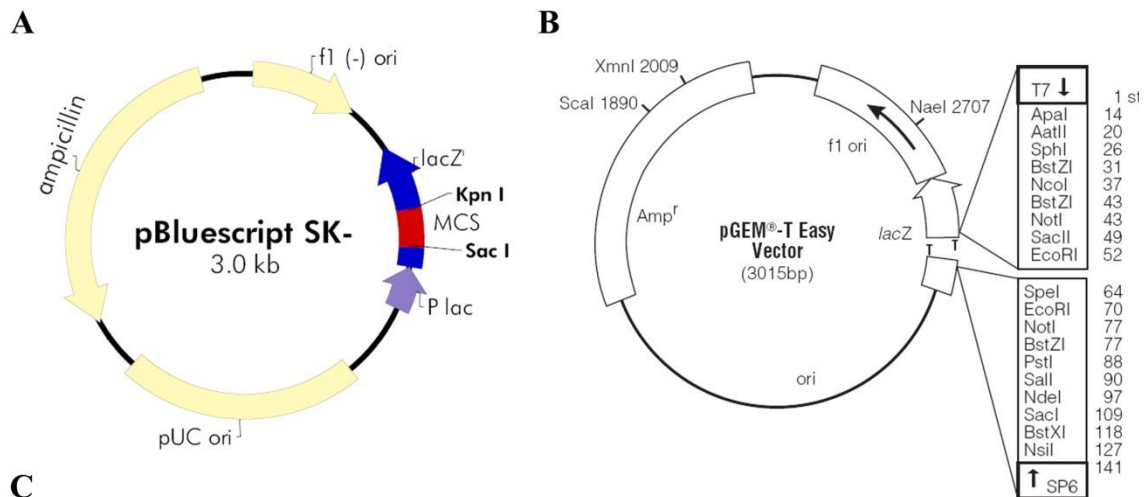 A
f1 (-) ori
ampicillin
lacZ'
Kpn I
MCS
Sac I
pBluescript SK-
3.0 kb
P lac
pUC ori
B
XmnI 2009
ScaI 1890
NaeI 2707
f1 ori
Ampr
pGEM®-T Easy
Vector
(3015bp)
lacZ
T T
ori
T7 ↓
1 st
ApaI 14
AatII 20
SphI 26
BstZI 31
NcoI 37
BstZI 43
NotI 43
SacII 49
EcoRI 52
SpeI 64
EcoRI 70
NotI 77
BstZI 77
PstI 88
SalI 90
NdeI 97
SacI 109
BstXI 118
NsiI 127
141
↑ SP6
C